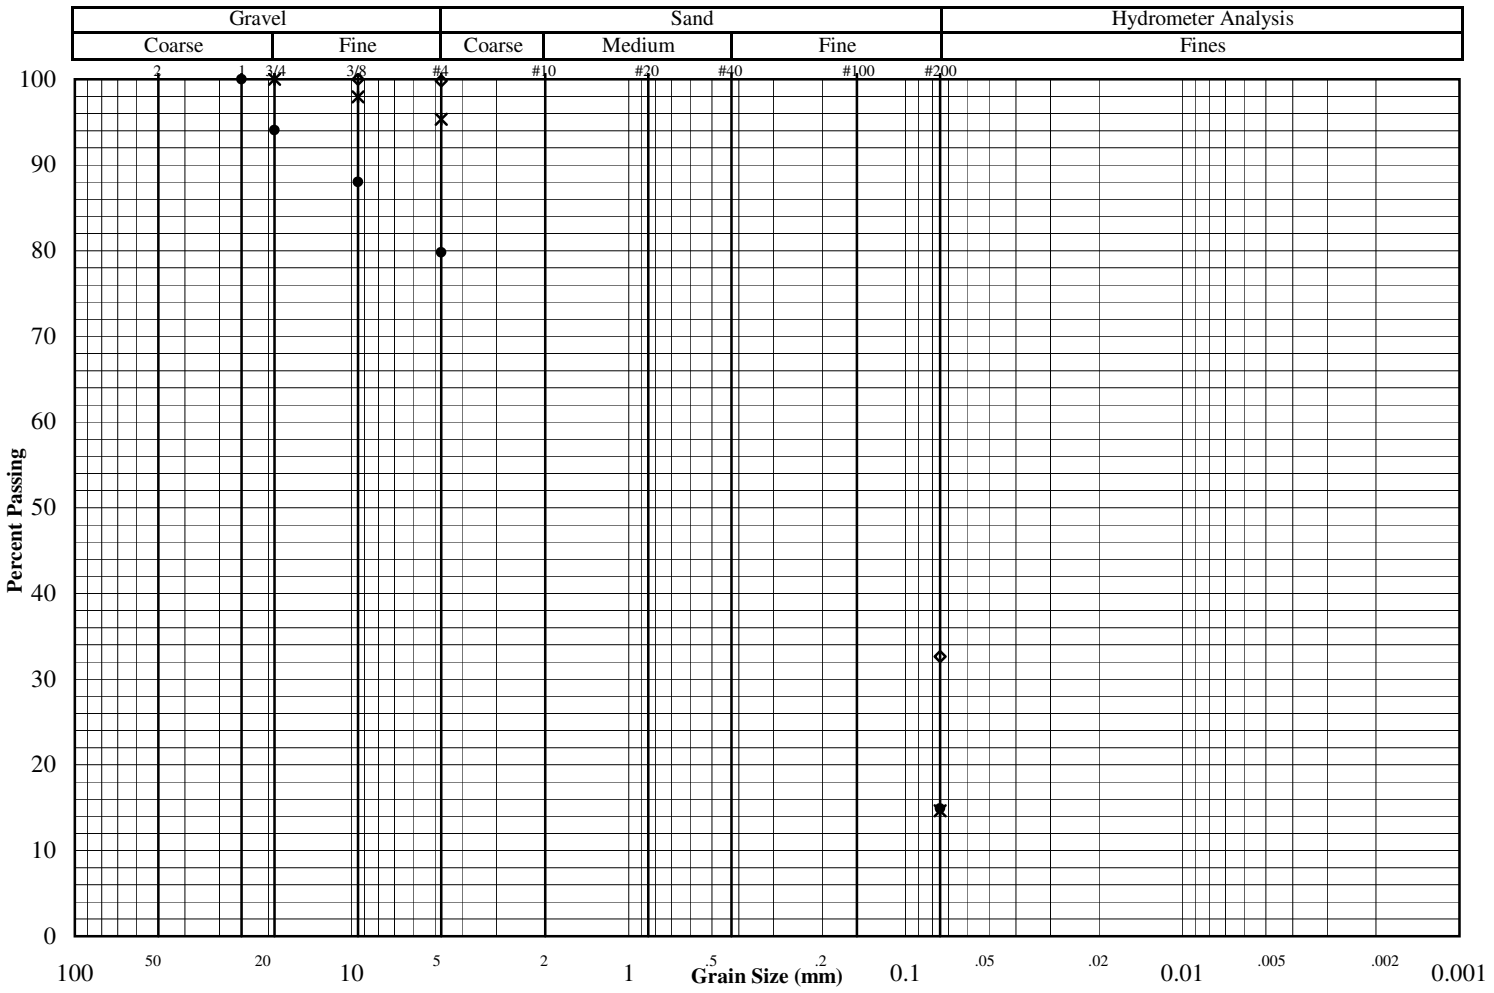 Gravel Sand Hydrometer Analysis
Coarse Fine Coarse Medium Fine Fines
2 1 3/4 3/8 #4 #10 #20 #40 #100 #200
100
90
80
70
60
50
40
30
20
10
0
Percent Passing
50 20 5 2 .5 .2 .05 .02 .005 .002
100 10 1 0.1 0.01 0.001
Grain Size (mm)